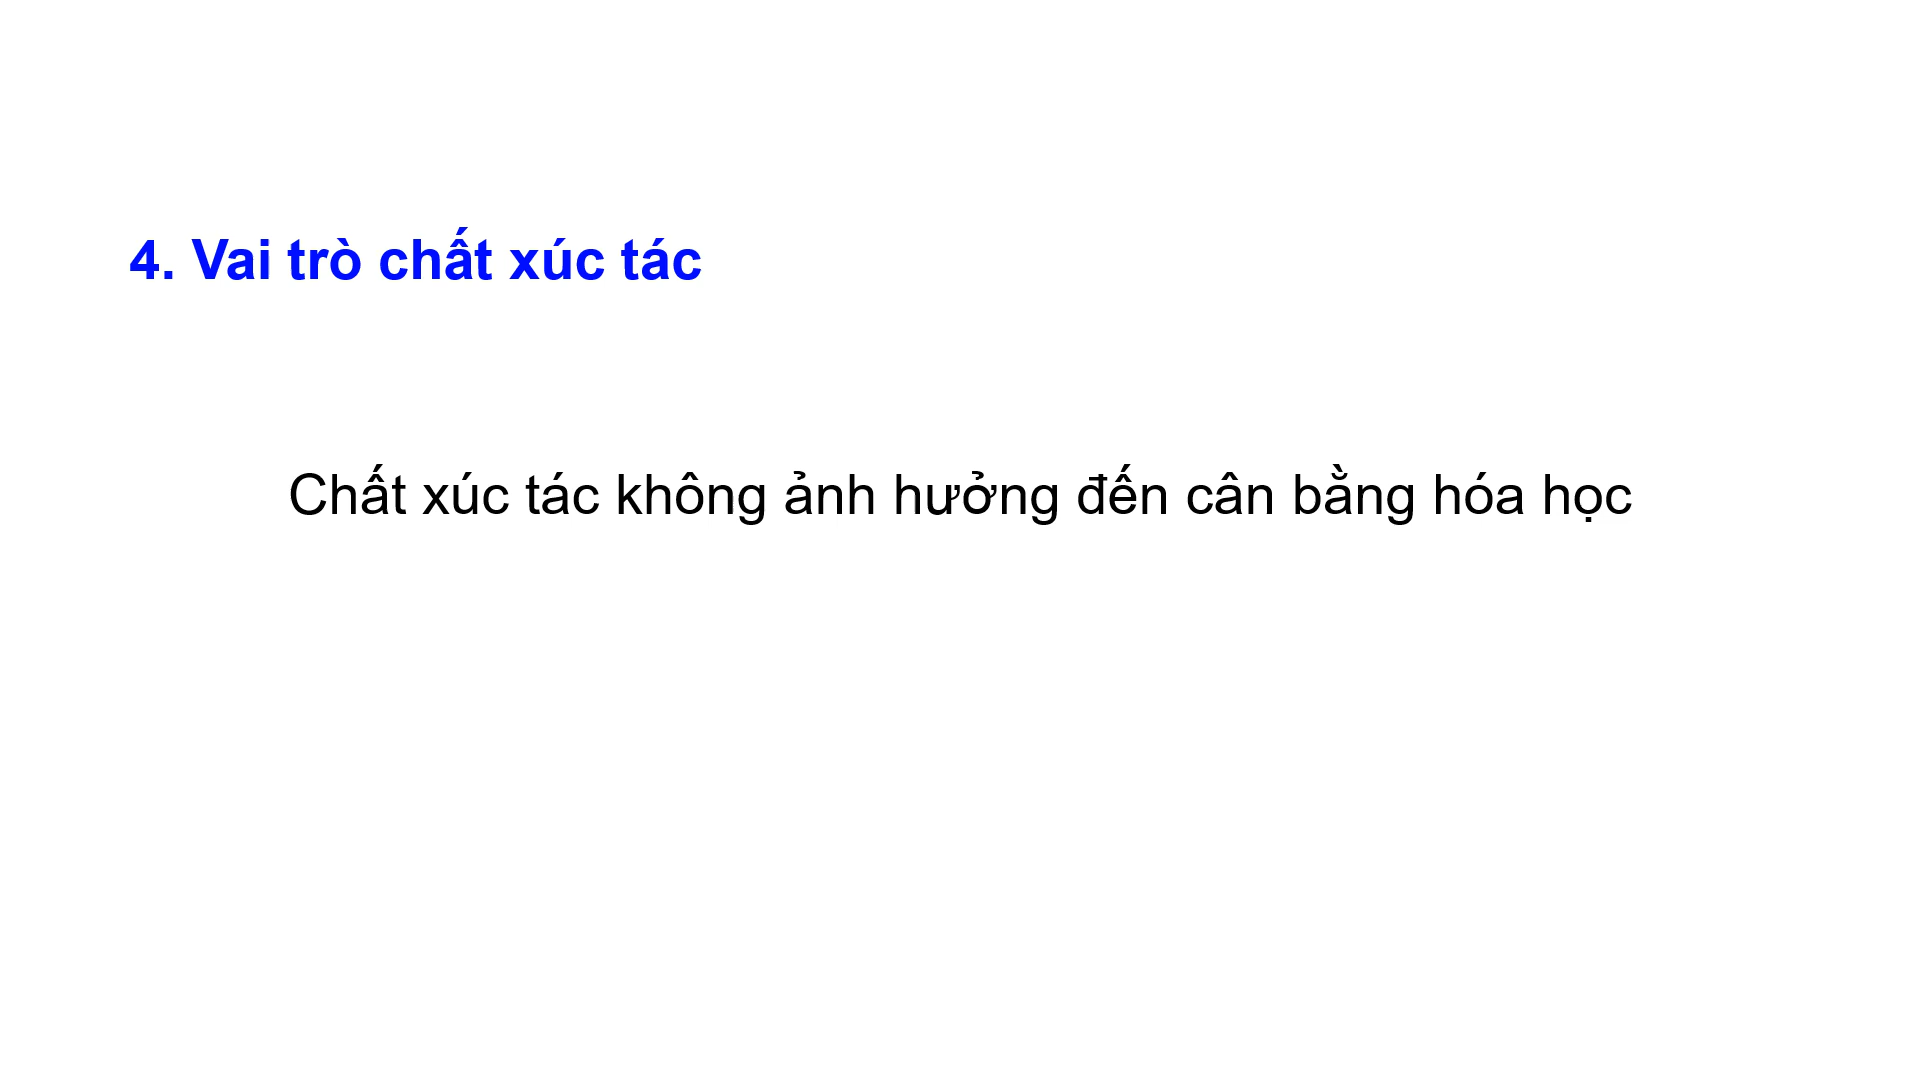 4. Vai trò chất xúc tác
Chất xúc tác không ảnh hưởng đến cân bằng hóa học